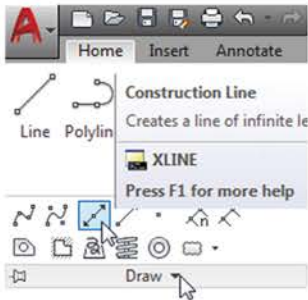 Home Insert Annotate
Construction Line
Creates a line of infinite le
Line Polylin
XLINE
Press F1 for more help
Draw